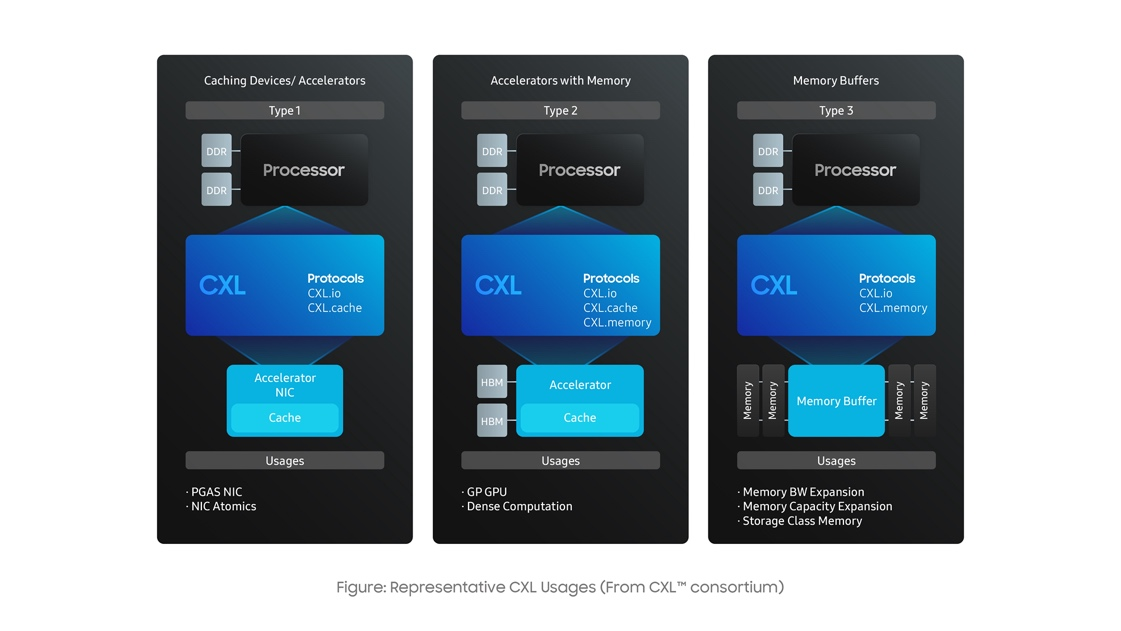 Caching Devices/ Accelerators
Type 1
DDR
DDR
Processor
CXL
Protocols
CXL.io
CXL.cache
Accelerator
NIC
Cache
Usages
· PGAS NIC
· NIC Atomics
Accelerators with Memory
Type 2
DDR
DDR
Processor
CXL
Protocols
CXL.io
CXL.cache
CXL.memory
HBM
HBM
Accelerator
Cache
Usages
· GP GPU
· Dense Computation
Memory Buffers
Type 3
DDR
DDR
Processor
CXL
Protocols
CXL.io
CXL.memory
Memory
Memory
Memory Buffer
Memory
Memory
Usages
· Memory BW Expansion
· Memory Capacity Expansion
· Storage Class Memory
Figure: Representative CXL Usages (From CXL™ consortium)